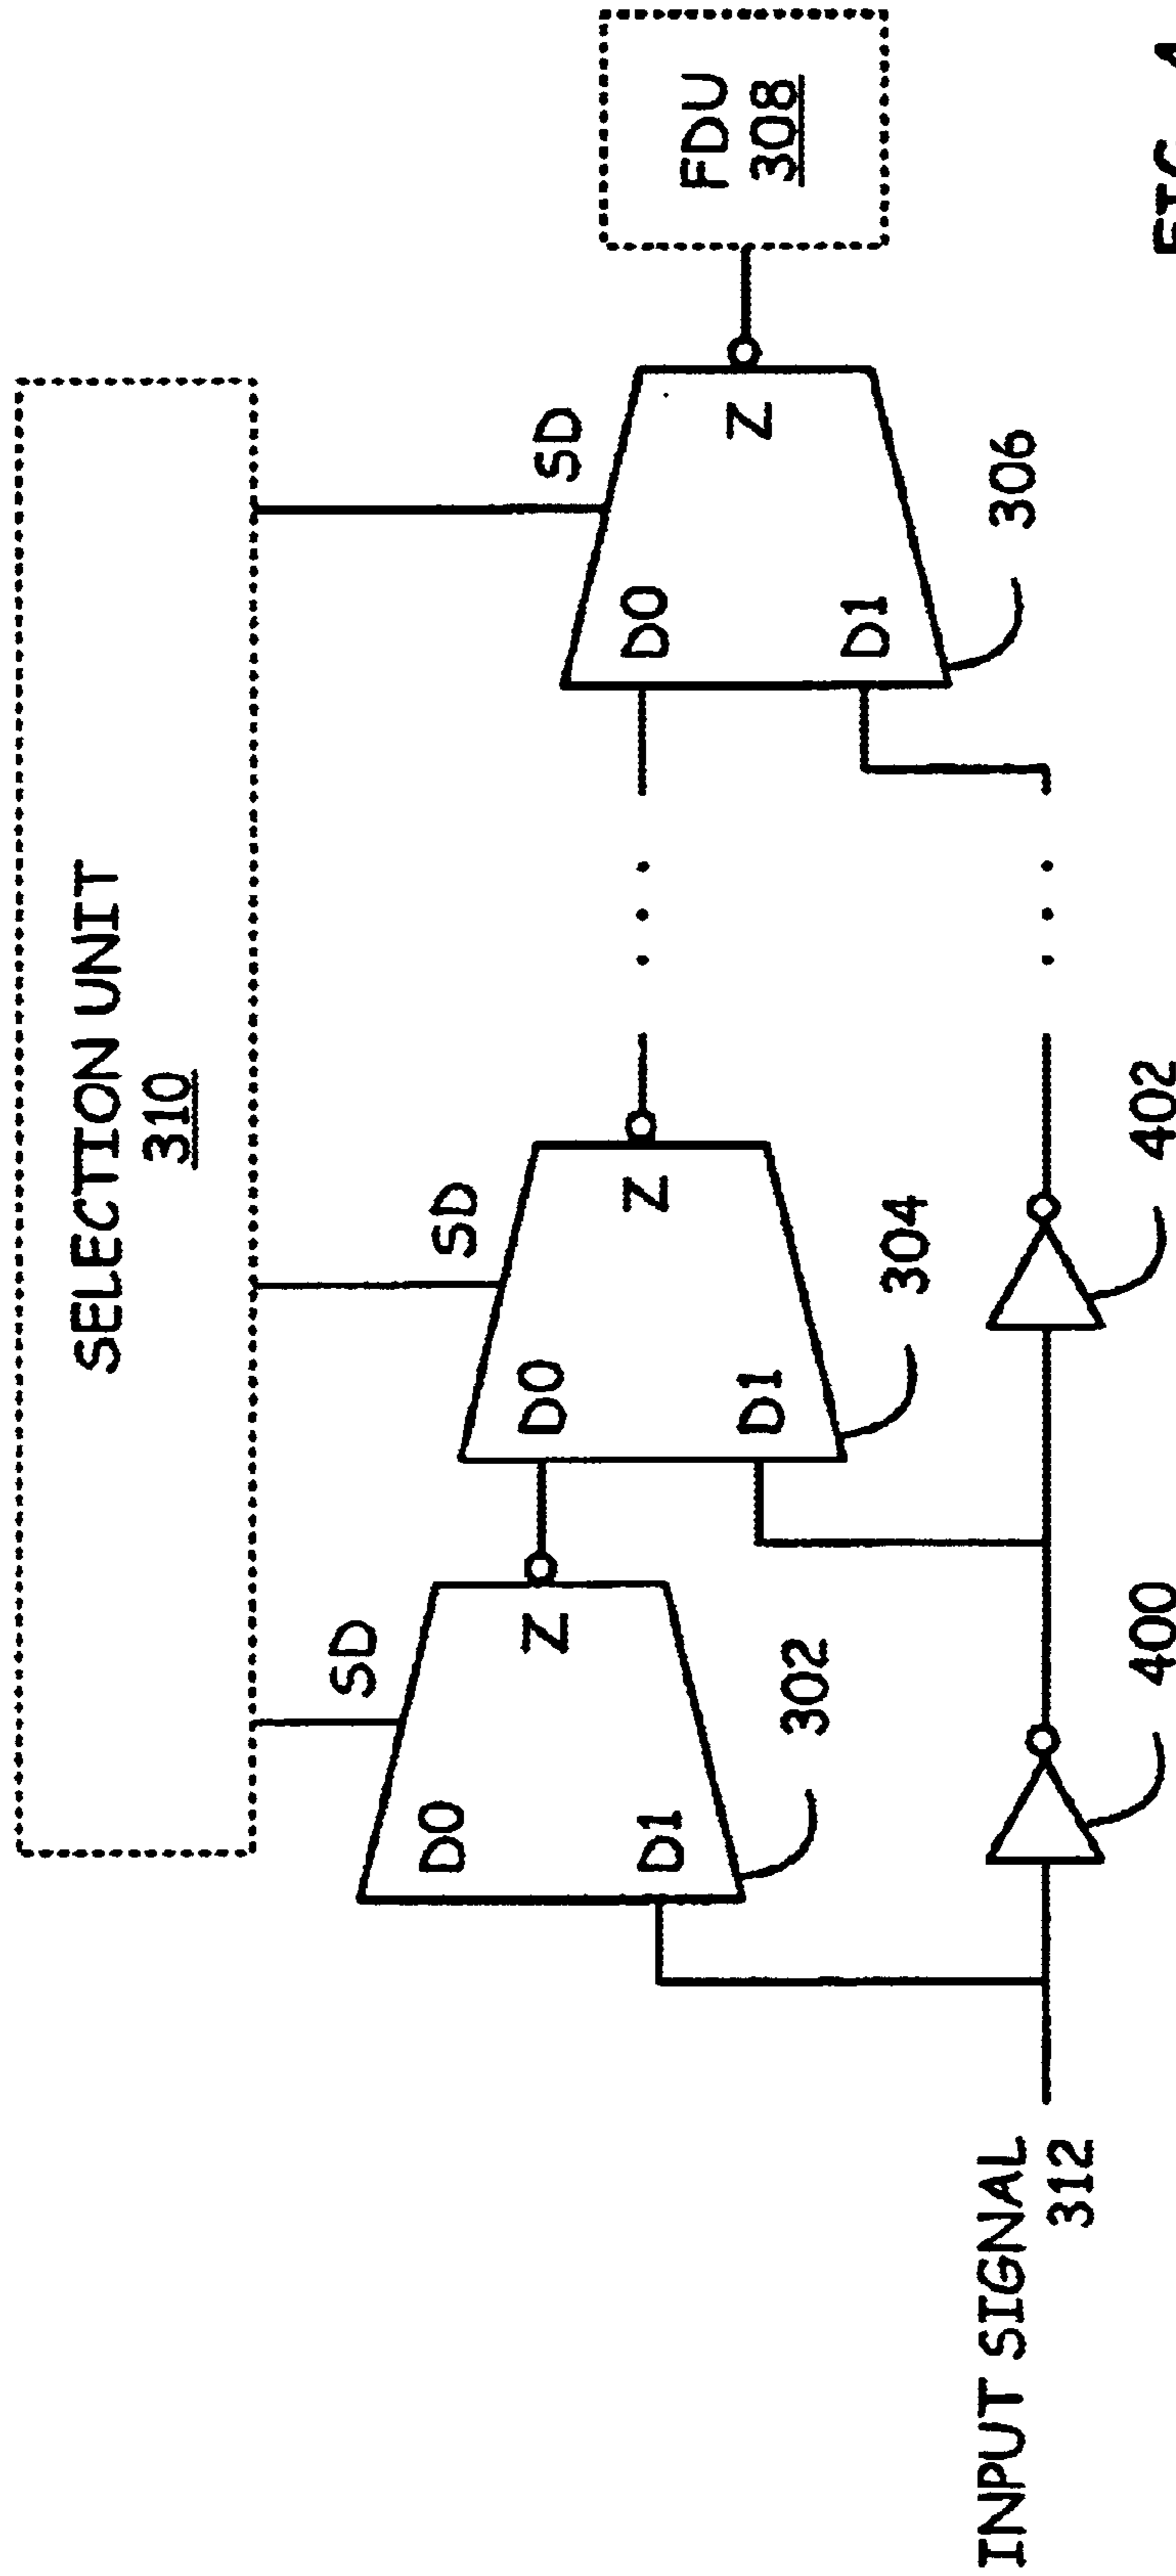 SELECTION UNIT
310
SD
SD
SD
D0
D1
Z
302
D0
D1
Z
304
D0
D1
Z
306
FDU
308
INPUT SIGNAL
312
400
402